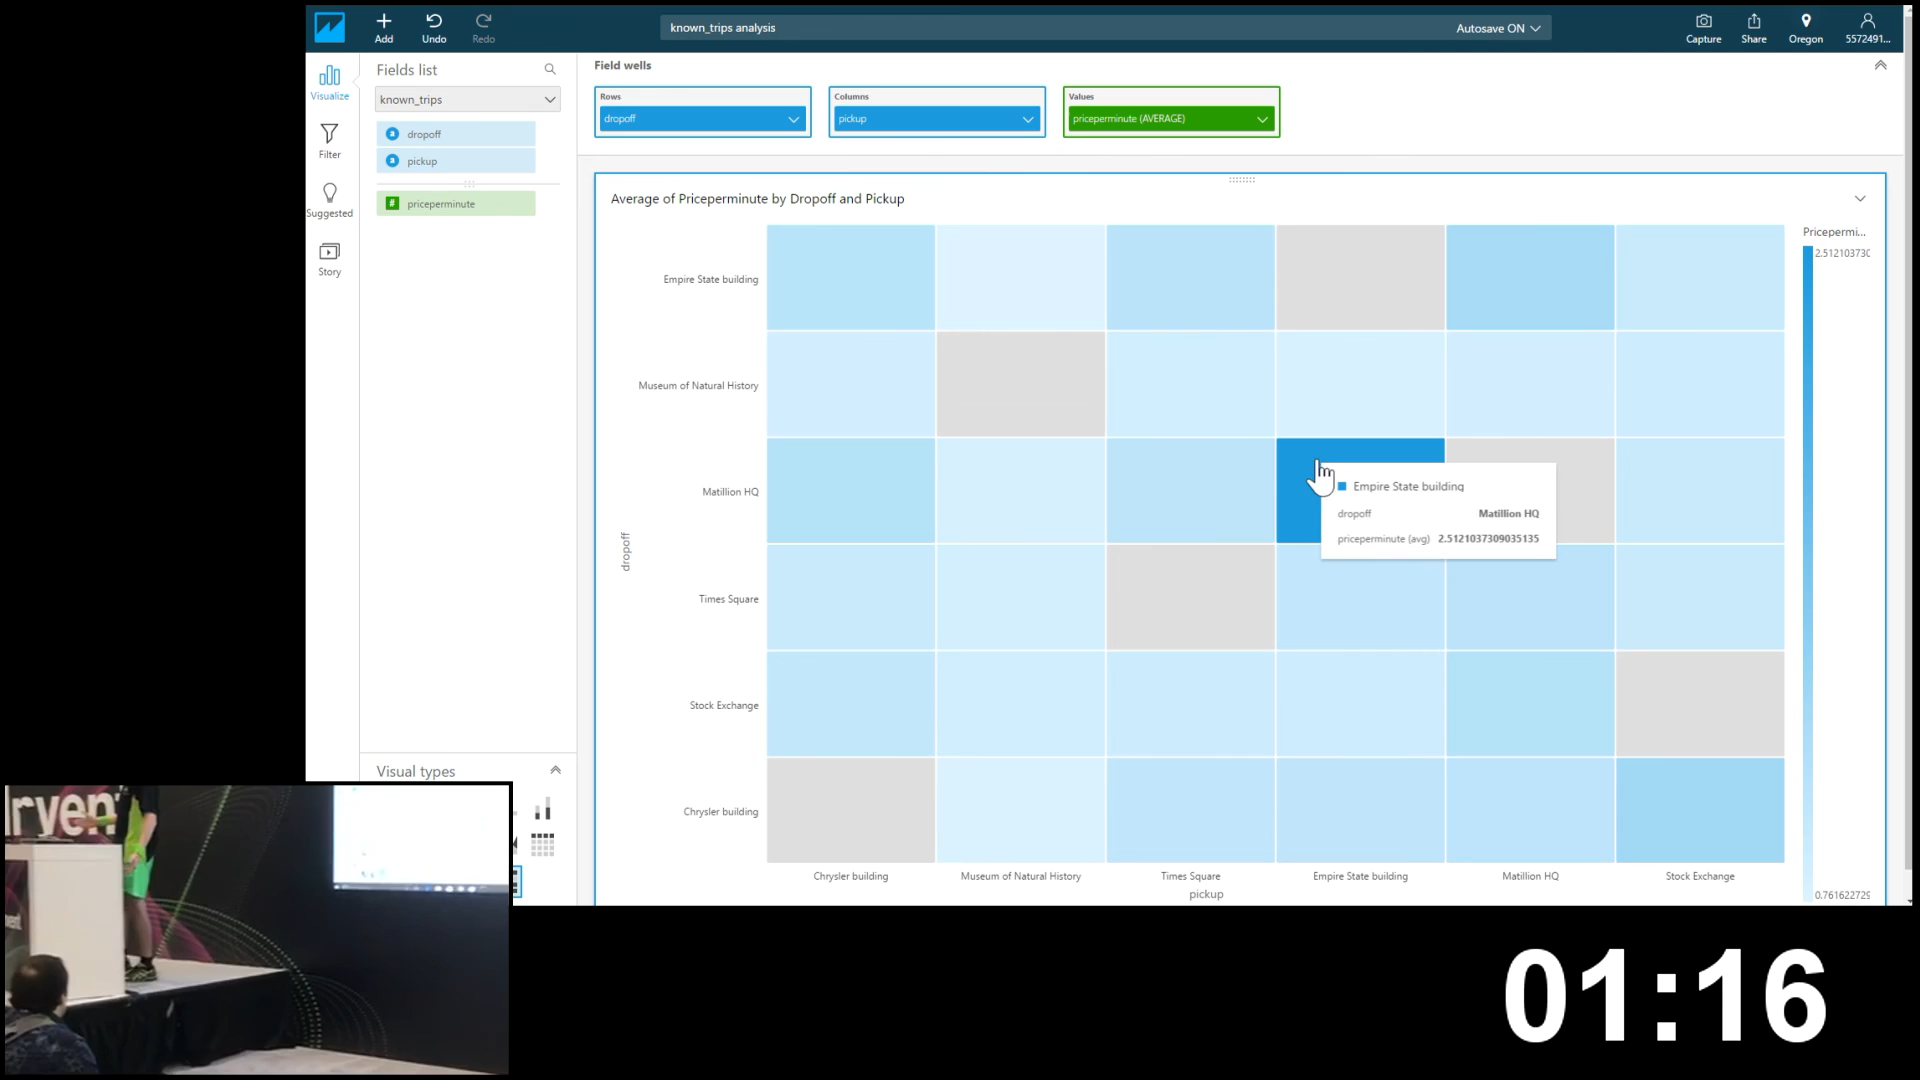 Add
Undo
Redo
known_trips analysis
Autosave ON
Capture
Share
Oregon
5572491...
Visualize
Filter
Suggested
Story
Fields list
known_trips
dropoff
pickup
priceperminute
Field wells
Rows
dropoff
Columns
pickup
Values
priceperminute (AVERAGE)
Average of Priceperminute by Dropoff and Pickup
Pricepermi...
Empire State building
Museum of Natural History
Matillion HQ
Times Square
Stock Exchange
Chrysler building
dropoff
Empire State building
dropoff Matillion HQ
priceperminute (avg) 2.5121037309035135
2.51210373
0.761622729
Chrysler building
Museum of Natural History
Times Square
Empire State building
Matillion HQ
Stock Exchange
pickup
Visual types
01:16